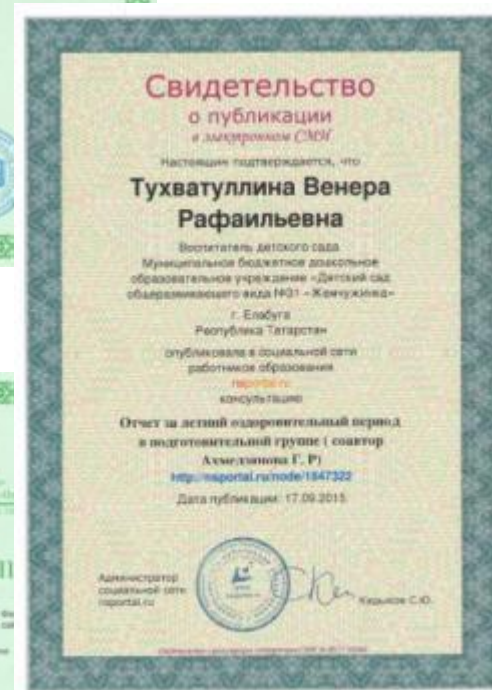 Свидетельство
о публикации
в электронном СМИ
Настоящим подтверждается, что
Тухватуллина Венера
Рафаильевна
Воспитатель детского сада
Муниципальное бюджетное дошкольное
образовательное учреждение «Детский сад
общеразвивающего вида №31 - Жемчужинка»
г. Елабуга
Республика Татарстан
опубликовала в социальной сети
работников образования
nsportal.ru
консультацию
Отчет за летний оздоровительный период
в подготовительной группе ( соавтор
Ахмедзянова Г. Р)
http://nsportal.ru/node/1847322
Дата публикации: 17.09.2015
Администратор
социальной сети
nsportal.ru